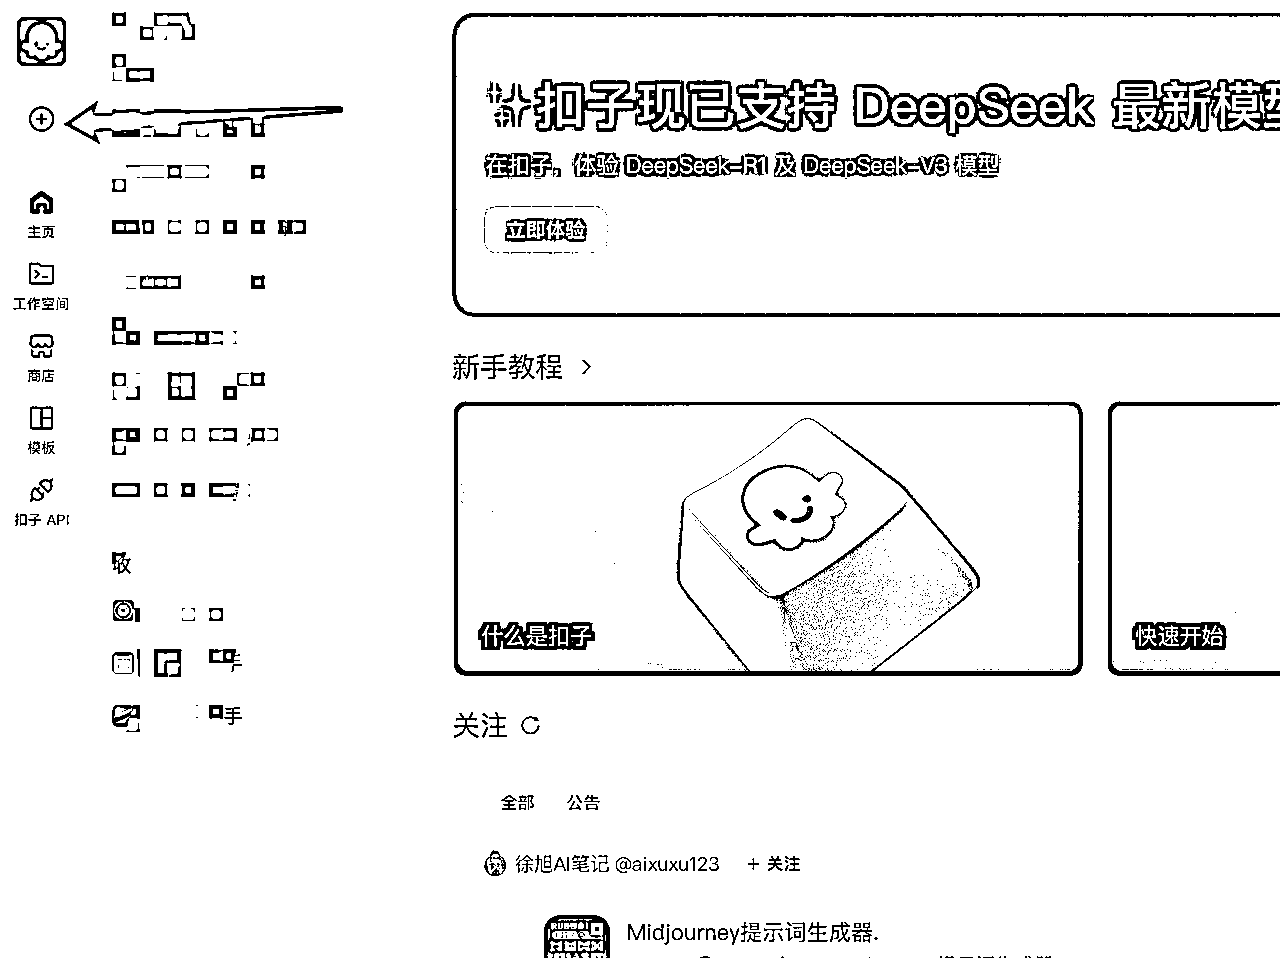 主页
工作空间
商店
模板
扣子 API
手
手
扣子现已支持 DeepSeek 最新模型
在扣子，体验 DeepSeek-R1 及 DeepSeek-V3 模型
立即体验
新手教程
什么是扣子
快速开始
关注
全部 公告
徐旭AI笔记 @aixuxu123 + 关注
Midjourney提示词生成器.